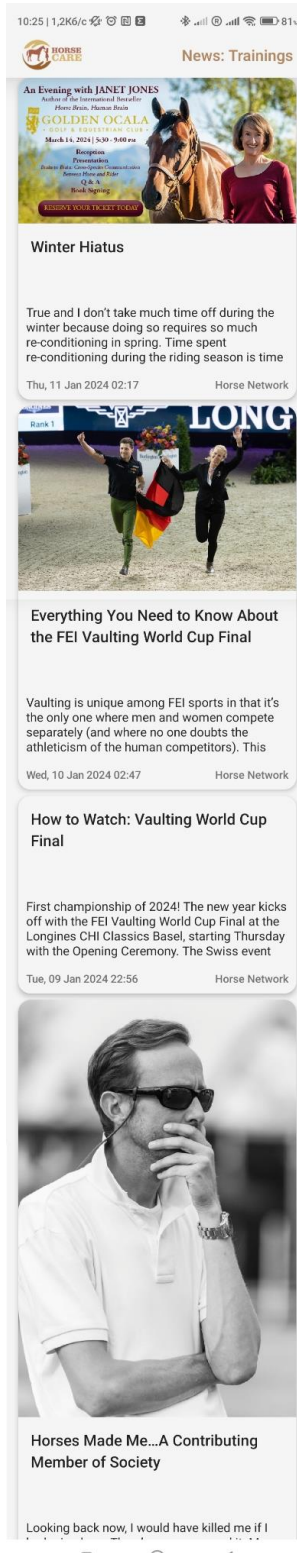 10:25 | 1,2K6/c
81
HORSE
CARE
News: Trainings
An Evening with JANET JONES
Author of the International Bestseller
Horse Brain, Human Brain
GOLDEN OCALA
GOLF & EQUESTRIAN CLUB
March 14, 2024 | 5:30 - 9:00 PM
Reception
Presentation
Between Horse and Rider
Q & A
Book Signing
RESERVE YOUR TICKET TODAY
Winter Hiatus
True and I don't take much time off during the
winter because doing so requires so much
re-conditioning in spring. Time spent
re-conditioning during the riding season is time
Thu, 11 Jan 2024 02:17
Horse Network
Rank 1
LONG
Everything You Need to Know About
the FEI Vaulting World Cup Final
Vaulting is unique among FEI sports in that it's
the only one where men and women compete
separately (and where no one doubts the
athleticism of the human competitors). This
Wed, 10 Jan 2024 02:47
Horse Network
How to Watch: Vaulting World Cup
Final
First championship of 2024! The new year kicks
off with the FEI Vaulting World Cup Final at the
Longines CHI Classics Basel, starting Thursday
with the Opening Ceremony. The Swiss event
Tue, 09 Jan 2024 22:56
Horse Network
Horses Made Me...A Contributing
Member of Society
Looking back now, I would have killed me if I